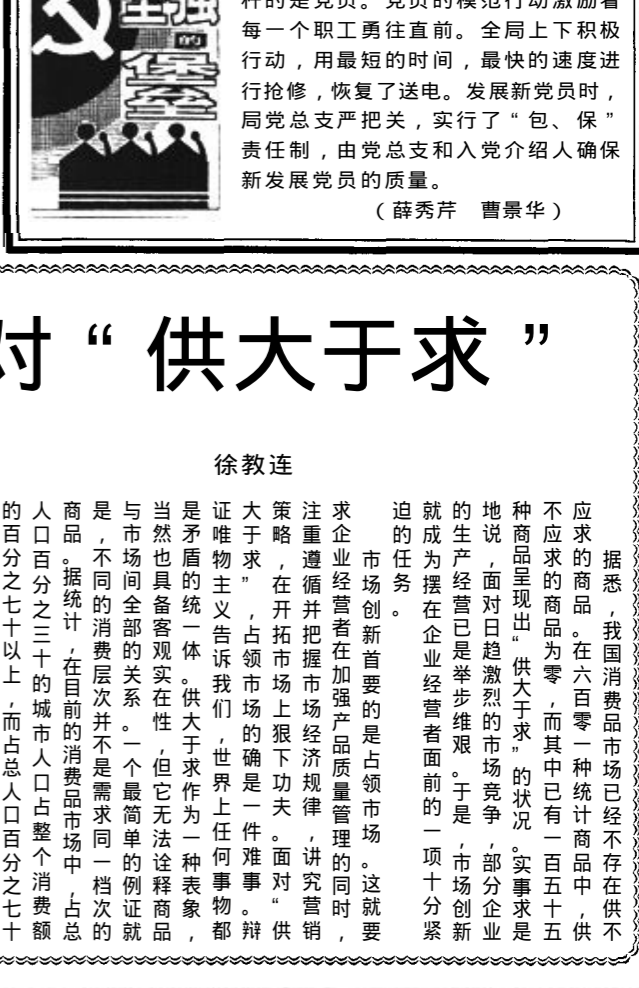 坚强
的
堡垒
的是党员。党员的模范行动激励着
每一个职工勇往直前。全局上下积极
行动，用最短的时间，最快的速度进
行抢修，恢复了送电。发展新党员时，
局党总支严把关，实行了“包、保”
责任制，由党总支和入党介绍人确保
新发展党员的质量。
（薛秀芹　曹景华）
对“供大于求”
徐教连
据悉，我国消费品市场已经不存在供不
应求的商品。在六百零一种统计商品中，供
不应求的商品为零，而其中已有一百五十五
种商品呈现出“供大于求”的状况。实事求是
地说，面对日趋激烈的市场竞争，部分企业
的生产经营已是举步维艰。于是，市场创新
就成为摆在企业经营者面前的一项十分紧
迫的任务。
市场创新首要的是占领市场。这就要
求企业经营者在加强产品质量管理的同时，
注重遵循并把握市场经济规律，讲究营销
策略，在开拓市场上狠下功夫。面对“供
大于求”，占领市场的确是一件难事。辩
证唯物主义告诉我们，世界上任何事物都
是矛盾的统一体。供大于求作为一种表象，
当然也具备客观实在性，但它无法诠释商品
与市场间全部的关系。一个最简单的例证就
是，不同的消费层次并不是需求同一档次的
商品。据统计，在目前的消费品市场中，占总
人口百分之三十的城市人口占整个消费额
的百分之七十以上，而占总人口百分之七十